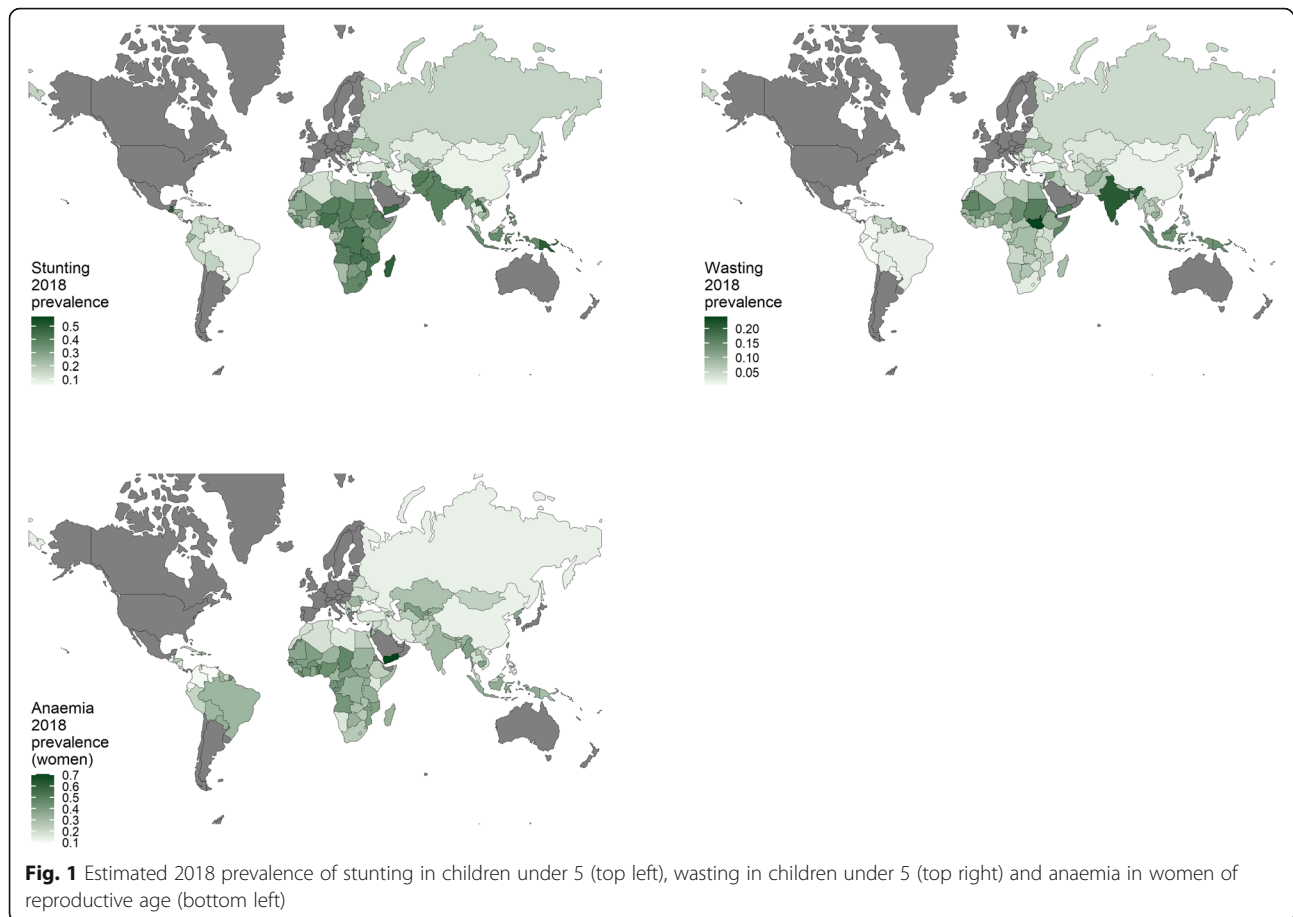 Stunting
2018
prevalence
0.5
0.4
0.3
0.2
0.1
Wasting
2018
prevalence
0.20
0.15
0.10
0.05
Anaemia
2018
prevalence
(women)
0.7
0.6
0.5
0.4
0.3
0.2
0.1
Fig. 1 Estimated 2018 prevalence of stunting in children under 5 (top left), wasting in children under 5 (top right) and anaemia in women of
reproductive age (bottom left)